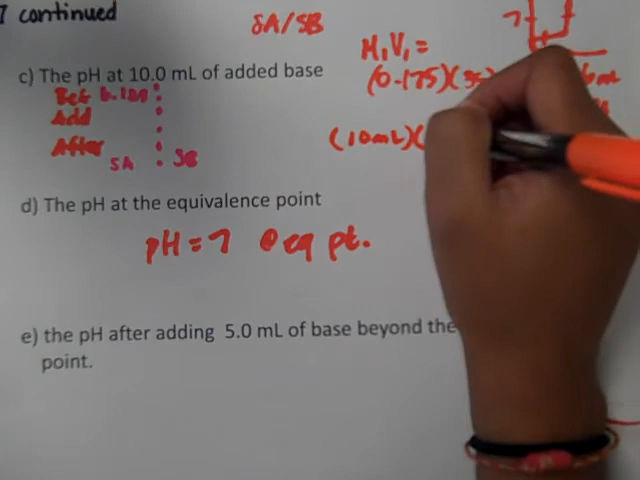 7 continued
SA/SB
7
M₁V₁ =
c) The pH at 10.0 mL of added base
(0.175)(35
Bef
Add
(10mL)(
After
SA SB
d) The pH at the equivalence point
pH = 7 @ eq pt.
e) the pH after adding 5.0 mL of base beyond the
point.